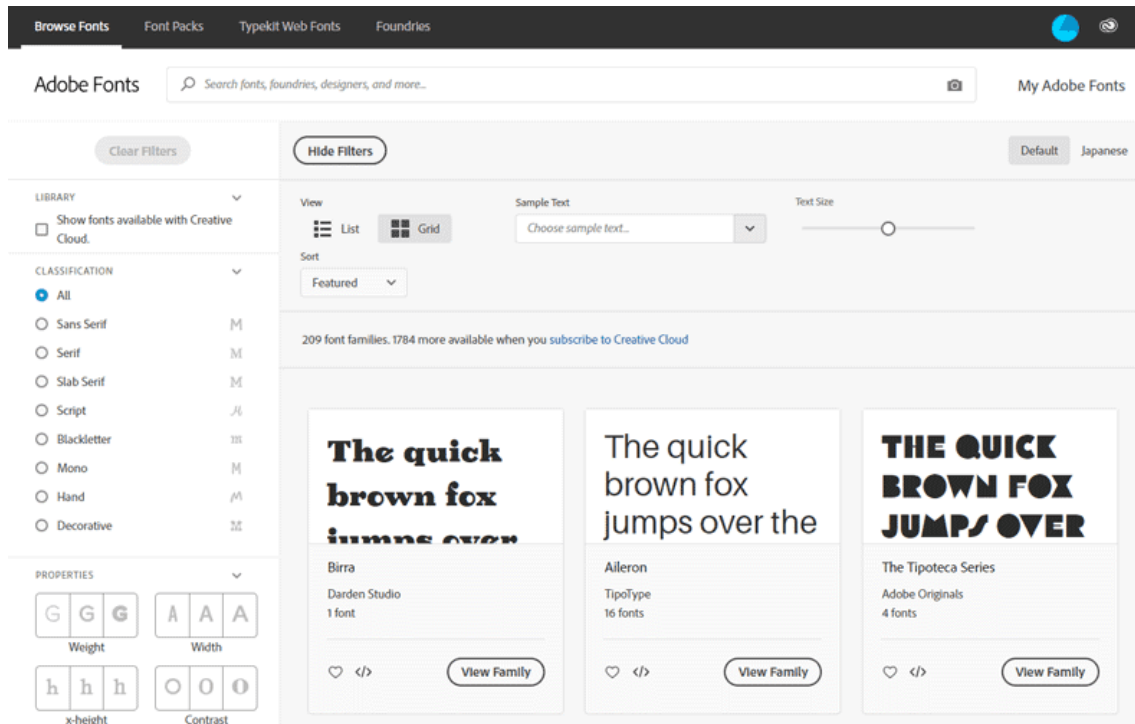 Browse Fonts Font Packs Typekit Web Fonts Foundries
Adobe Fonts Search fonts, foundries, designers, and more... My Adobe Fonts
Clear Filters
Hide Filters
Default Japanese
LIBRARY
Show fonts available with Creative
Cloud.
CLASSIFICATION
All
Sans Serif M
Serif M
Slab Serif M
Script M
Blackletter m
Mono M
Hand M
Decorative M
PROPERTIES
G G G A A A
Weight Width
h h h O O O
x-height Contrast
View Sample Text Text Size
List Grid Choose sample text...
Sort
Featured
209 font families. 1784 more available when you subscribe to Creative Cloud
The quick
brown fox
jumps over
Birra
Darden Studio
1 font
</> View Family
The quick
brown fox
jumps over the
Aileron
TipoType
16 fonts
</> View Family
THE QUICK
BROWN FOX
JUMPS OVER
The Tipoteca Series
Adobe Originals
4 fonts
</> View Family